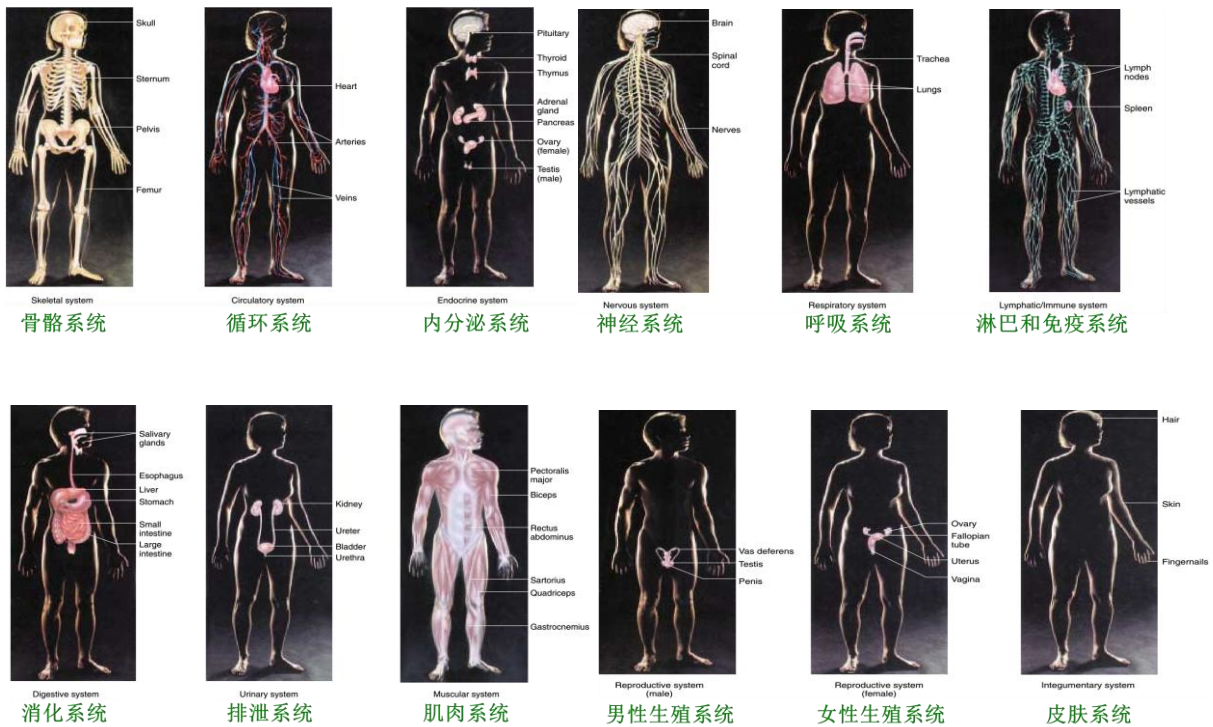 Skull
Sternum
Pelvis
Femur
Skeletal system
骨骼系统
Heart
Arteries
Veins
Circulatory system
循环系统
Pituitary
Thyroid
Thymus
Adrenal
gland
Pancreas
Ovary
(female)
Testis
(male)
Endocrine system
内分泌系统
Brain
Spinal
cord
Nerves
Nervous system
神经系统
Trachea
Lungs
Respiratory system
呼吸系统
Lymph
nodes
Spleen
Lymphatic
vessels
Lymphatic/Immune system
淋巴和免疫系统
Salivary
glands
Esophagus
Liver
Stomach
Small
intestine
Large
intestine
Digestive system
消化系统
Kidney
Ureter
Bladder
Urethra
Urinary system
排泄系统
Pectoralis
major
Biceps
Rectus
abdominus
Sartorius
Quadriceps
Gastrocnemius
Muscular system
肌肉系统
Vas deferens
Testis
Penis
Reproductive system
(male)
男性生殖系统
Ovary
Fallopian
tube
Uterus
Vagina
Reproductive system
(female)
女性生殖系统
Hair
Skin
Fingernails
Integumentary system
皮肤系统